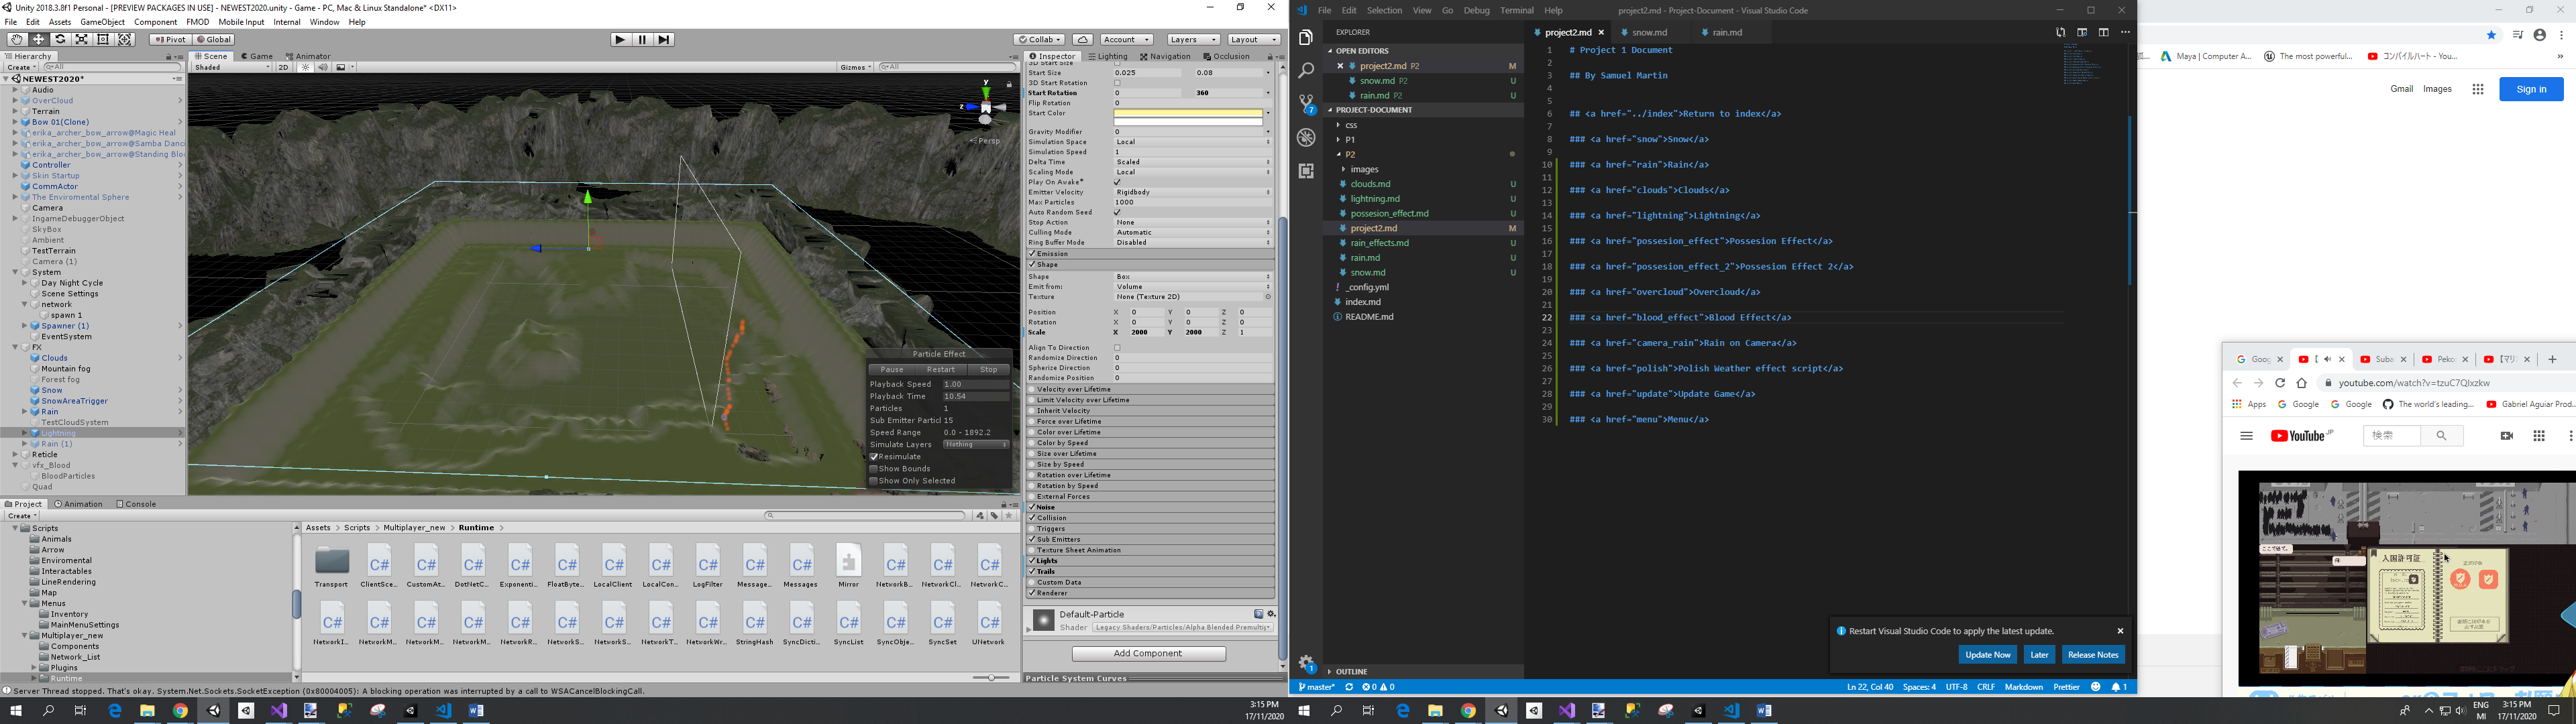 Unity 2018.3.8f1 Personal - [PREVIEW PACKAGES IN USE] - NEWEST2020.unity - Game - PC, Mac & Linux Standalone* <DX11>
File Edit Assets GameObject Component FMOD Mobile Input Internal Window Help
Pivot Global Collab Account Layers Layout
Hierarchy
Create All
NEWEST2020*
Audio
OverCloud
Terrain
Bow 01(Clone)
erika_archer_bow_arrow@Magic Heal
erika_archer_bow_arrow@Samba Danc
erika_archer_bow_arrow@Standing Blo
Controller
Skin Startup
CommActor
The Enviromental Sphere
Camera
IngameDebuggerObject
SkyBox
Ambient
TestTerrain
Camera (1)
System
Day Night Cycle
Scene Settings
network
spawn 1
Spawner (1)
EventSystem
FX
Clouds
Mountain fog
Forest fog
Snow
SnowAreaTrigger
Rain
TestCloudSystem
Lightning
Rain (1)
Reticle
vfx_Blood
BloodParticles
Quad
Scene Game Animator
Shaded 2D Gizmos All
y
z
Persp
Particle Effect
Pause Restart Stop
Playback Speed 1.00
Playback Time 10.54
Particles 1
Sub Emitter Particl 15
Speed Range 0.0 - 1892.2
Simulate Layers Nothing
Resimulate
Show Bounds
Show Only Selected
Inspector Lighting Navigation Occlusion
3D Start Size
Start Size 0.025 0.08
3D Start Rotation
Start Rotation 0 360
Flip Rotation 0
Start Color
Gravity Modifier 0
Simulation Space Local
Simulation Speed 1
Delta Time Scaled
Scaling Mode Local
Play On Awake*
Emitter Velocity Rigidbody
Max Particles 1000
Auto Random Seed
Stop Action None
Culling Mode Automatic
Ring Buffer Mode Disabled
Emission
Shape
Shape Box
Emit from: Volume
Texture None (Texture 2D)
Position X 0 Y 0 Z 0
Rotation X 0 Y 0 Z 0
Scale X 2000 Y 2000 Z 1
Align To Direction
Randomize Direction 0
Spherize Direction 0
Randomize Position 0
Velocity over Lifetime
Limit Velocity over Lifetime
Inherit Velocity
Force over Lifetime
Color over Lifetime
Color by Speed
Size over Lifetime
Size by Speed
Rotation over Lifetime
Rotation by Speed
External Forces
Noise
Collision
Triggers
Sub Emitters
Texture Sheet Animation
Lights
Trails
Custom Data
Renderer
Default-Particle
Shader Legacy Shaders/Particles/Alpha Blended Premultip
Add Component
Particle System Curves
Project Animation Console
Create
Scripts
Animals
Arrow
Enviromental
Interactables
LineRendering
Map
Menus
Inventory
MainMenuSettings
Multiplayer_new
Components
Network_List
Plugins
Runtime
Assets > Scripts > Multiplayer_new > Runtime >
Transport ClientSce... CustomAt... DotNetC... Exponenti... FloatByte... LocalClient LocalCon... LogFilter Message... Messages Mirror NetworkB... NetworkCl... NetworkC...
NetworkI... NetworkM... NetworkM... NetworkM... NetworkR... NetworkS... NetworkS... NetworkT... NetworkWr... StringHash SyncDicti... SyncList SyncObje... SyncSet UNetwork
Server Thread stopped. That's okay. System.Net.Sockets.SocketException (0x80004005): A blocking operation was interrupted by a call to WSACancelBlockingCall.
3:15 PM
17/11/2020
File Edit Selection View Go Debug Terminal Help project2.md - Project-Document - Visual Studio Code
EXPLORER
OPEN EDITORS
project2.md P2 M
snow.md P2 U
rain.md P2 U
PROJECT-DOCUMENT
css
P1
P2
images
clouds.md U
lightning.md U
possesion_effect.md U
project2.md M
rain_effects.md U
rain.md U
snow.md U
_config.yml
index.md
README.md
OUTLINE
project2.md snow.md rain.md
1 # Project 1 Document
2
3 ## By Samuel Martin
4
5
6 ## <a href="../index">Return to index</a>
7
8 ### <a href="snow">Snow</a>
9
10 ### <a href="rain">Rain</a>
11
12 ### <a href="clouds">Clouds</a>
13
14 ### <a href="lightning">Lightning</a>
15
16 ### <a href="possesion_effect">Possesion Effect</a>
17
18 ### <a href="possesion_effect_2">Possesion Effect 2</a>
19
20 ### <a href="overcloud">Overcloud</a>
21
22 ### <a href="blood_effect">Blood Effect</a>
23
24 ### <a href="camera_rain">Rain on Camera</a>
25
26 ### <a href="polish">Polish Weather effect script</a>
27
28 ### <a href="update">Update Game</a>
29
30 ### <a href="menu">Menu</a>
Restart Visual Studio Code to apply the latest update.
Update Now Later Release Notes
master* 0 0 Ln 22, Col 40 Spaces: 4 UTF-8 CRLF Markdown Prettier 1
Maya | Computer A... The most powerful... コンパイルハート - You...
Gmail Images Sign in
Goog Suba Peko 【マリ
youtube.com/watch?v=tzuC7QIxzkw
Apps Google Google The world's leading... Gabriel Aguiar Prod...
YouTube JP 検索
入国許可証
ENG
MI
3:15 PM
17/11/2020